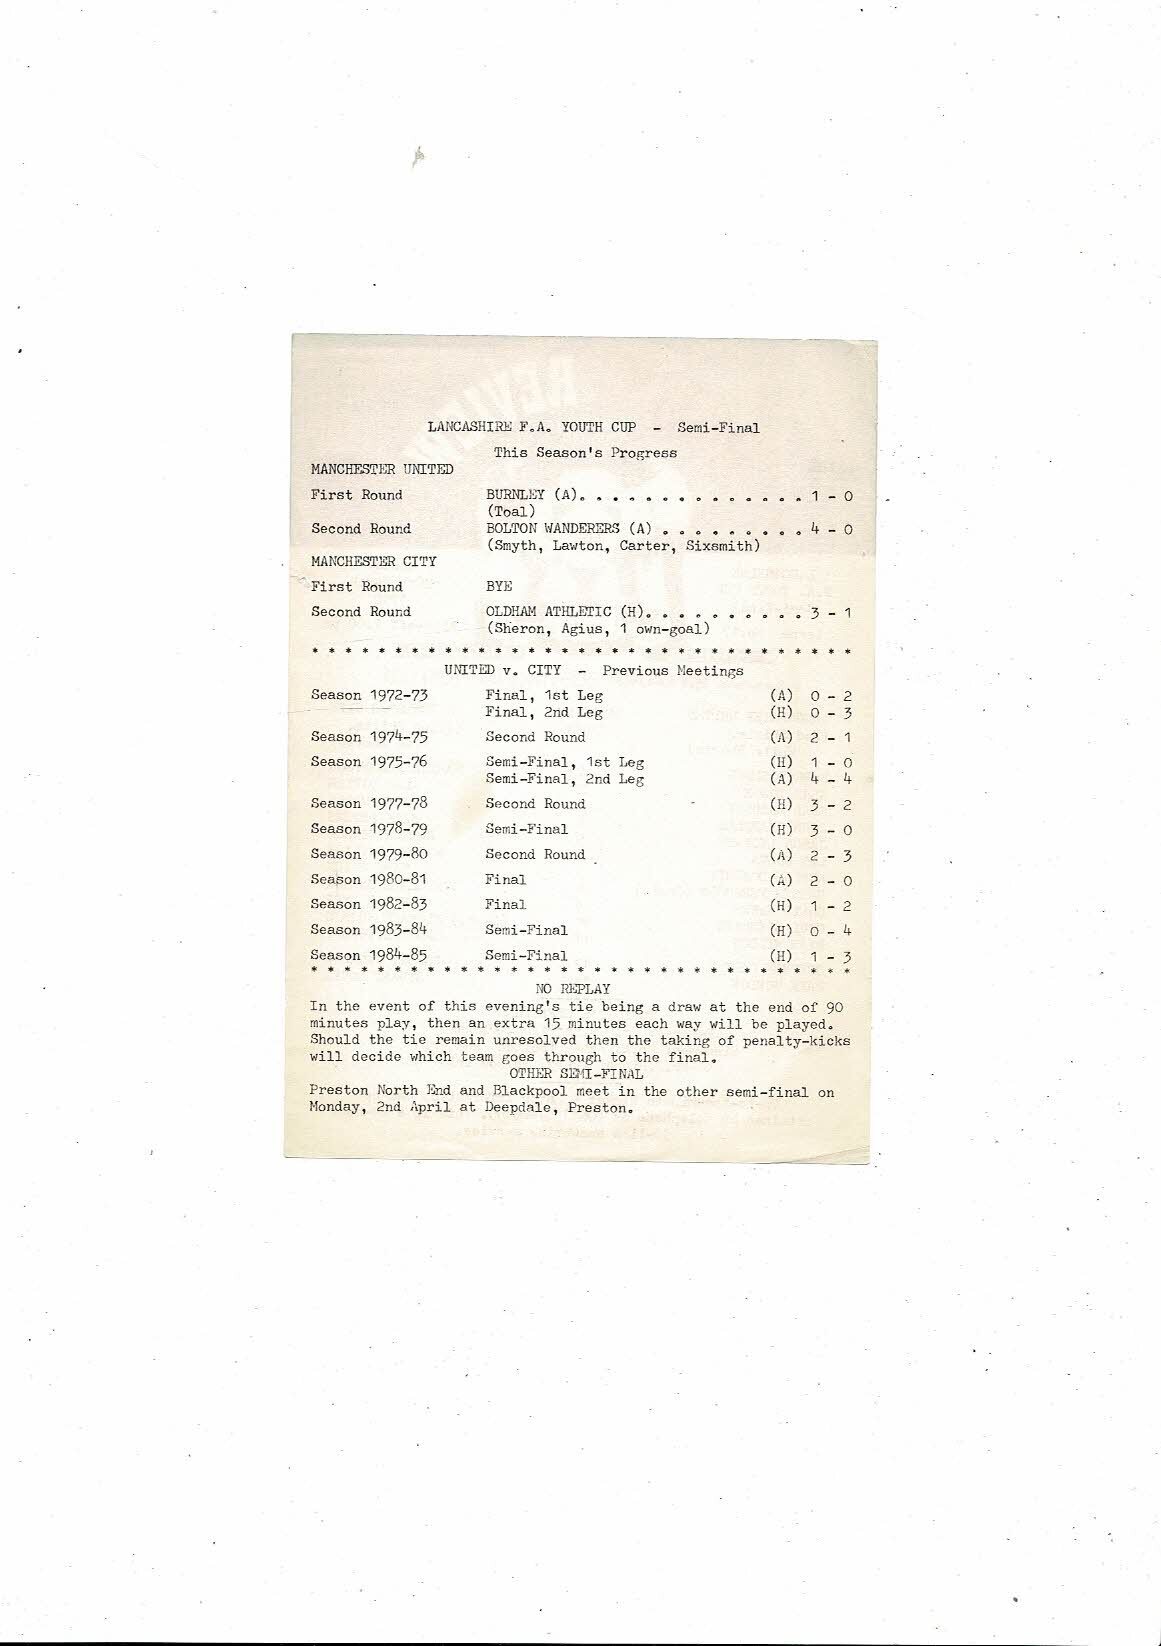 LANCASHIRE F.A. YOUTH CUP - Semi-Final
This Season's Progress
MANCHESTER UNITED
First Round BURNLEY (A). . . . . . . . . . . . . . 1 - 0
(Toal)
Second Round BOLTON WANDERERS (A) . . . . . . . . . 4 - 0
(Smyth, Lawton, Carter, Sixsmith)
MANCHESTER CITY
First Round BYE
Second Round OLDHAM ATHLETIC (H). . . . . . . . . . 3 - 1
(Sheron, Agius, 1 own-goal)
* * * * * * * * * * * * * * * * * * * * * * * * * * * * * * * * *
UNITED v. CITY - Previous Meetings
Season 1972-73 Final, 1st Leg (A) 0 - 2
Final, 2nd Leg (H) 0 - 3
Season 1974-75 Second Round (A) 2 - 1
Season 1975-76 Semi-Final, 1st Leg (H) 1 - 0
Semi-Final, 2nd Leg (A) 4 - 4
Season 1977-78 Second Round (H) 3 - 2
Season 1978-79 Semi-Final (H) 3 - 0
Season 1979-80 Second Round (A) 2 - 3
Season 1980-81 Final (A) 2 - 0
Season 1982-83 Final (H) 1 - 2
Season 1983-84 Semi-Final (H) 0 - 4
Season 1984-85 Semi-Final (H) 1 - 3
* * * * * * * * * * * * * * * * * * * * * * * * * * * * * * * * *
NO REPLAY
In the event of this evening's tie being a draw at the end of 90
minutes play, then an extra 15 minutes each way will be played.
Should the tie remain unresolved then the taking of penalty-kicks
will decide which team goes through to the final.
OTHER SEMI-FINAL
Preston North End and Blackpool meet in the other semi-final on
Monday, 2nd April at Deepdale, Preston.